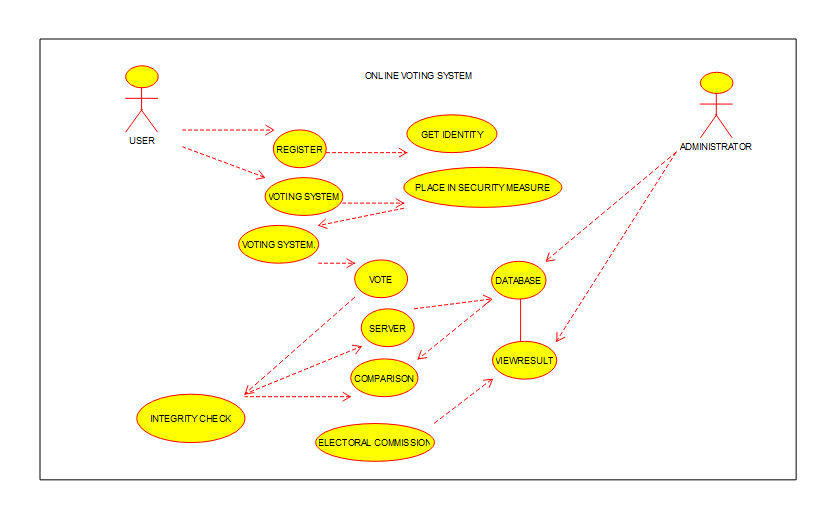 ONLINE VOTING SYSTEM
USER
ADMINISTRATOR
GET IDENTITY
REGISTER
PLACE IN SECURITY MEASURE
VOTING SYSTEM
VOTING SYSTEM.
VOTE
DATABASE
SERVER
VIEWRESULT
COMPARISON
INTEGRITY CHECK
ELECTORAL COMMISSION